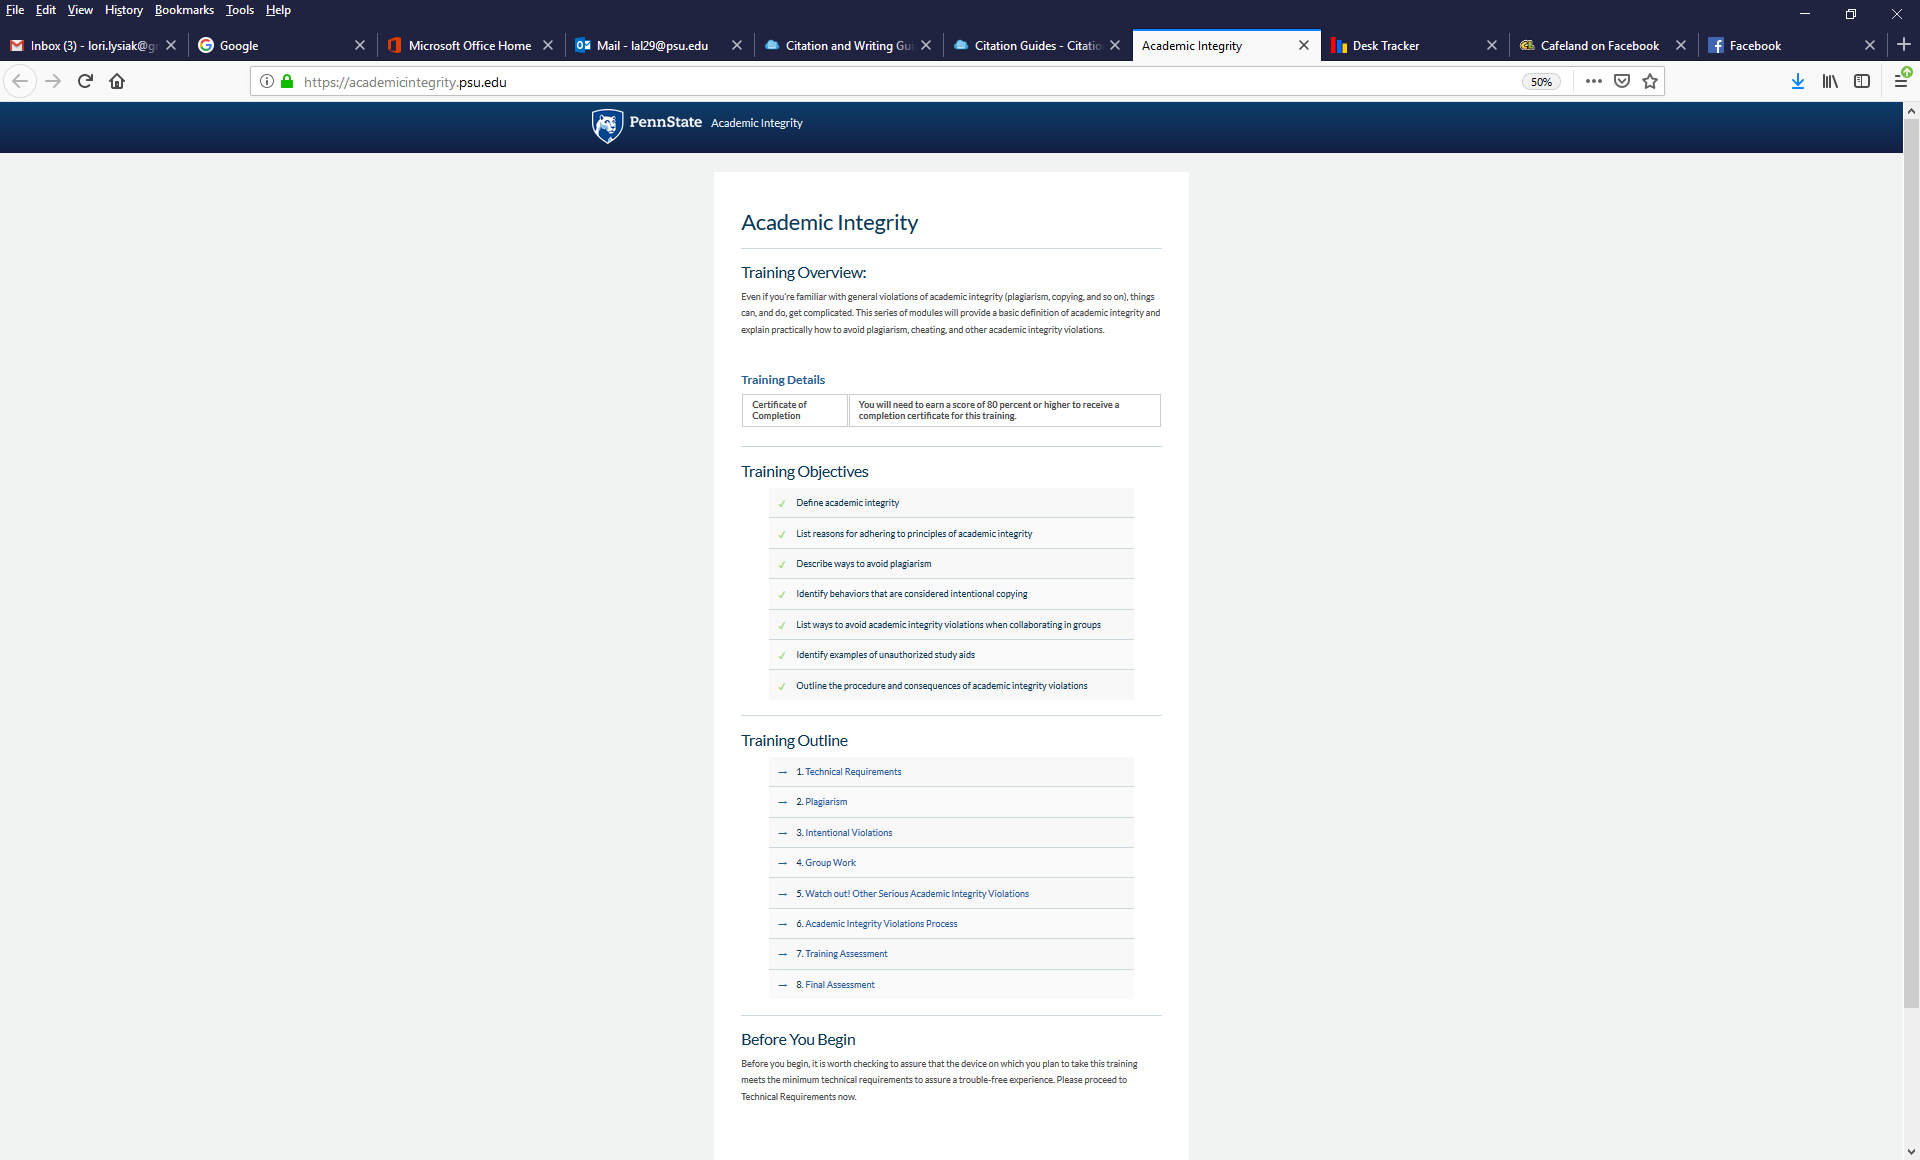 File Edit View History Bookmarks Tools Help
Inbox (3) - lori.lysiak@g
Google
Microsoft Office Home
Mail - lal29@psu.edu
Citation and Writing Gui
Citation Guides - Citatio
Academic Integrity
Desk Tracker
Cafeland on Facebook
Facebook
https://academicintegrity.psu.edu
50%
PennState Academic Integrity
Academic Integrity
Training Overview:
Even if you're familiar with general violations of academic integrity (plagiarism, copying, and so on), things
can, and do, get complicated. This series of modules will provide a basic definition of academic integrity and
explain practically how to avoid plagiarism, cheating, and other academic integrity violations.
Training Details
Certificate of
Completion
You will need to earn a score of 80 percent or higher to receive a
completion certificate for this training.
Training Objectives
Define academic integrity
List reasons for adhering to principles of academic integrity
Describe ways to avoid plagiarism
Identify behaviors that are considered intentional copying
List ways to avoid academic integrity violations when collaborating in groups
Identify examples of unauthorized study aids
Outline the procedure and consequences of academic integrity violations
Training Outline
1. Technical Requirements
2. Plagiarism
3. Intentional Violations
4. Group Work
5. Watch out! Other Serious Academic Integrity Violations
6. Academic Integrity Violations Process
7. Training Assessment
8. Final Assessment
Before You Begin
Before you begin, it is worth checking to assure that the device on which you plan to take this training
meets the minimum technical requirements to assure a trouble-free experience. Please proceed to
Technical Requirements now.